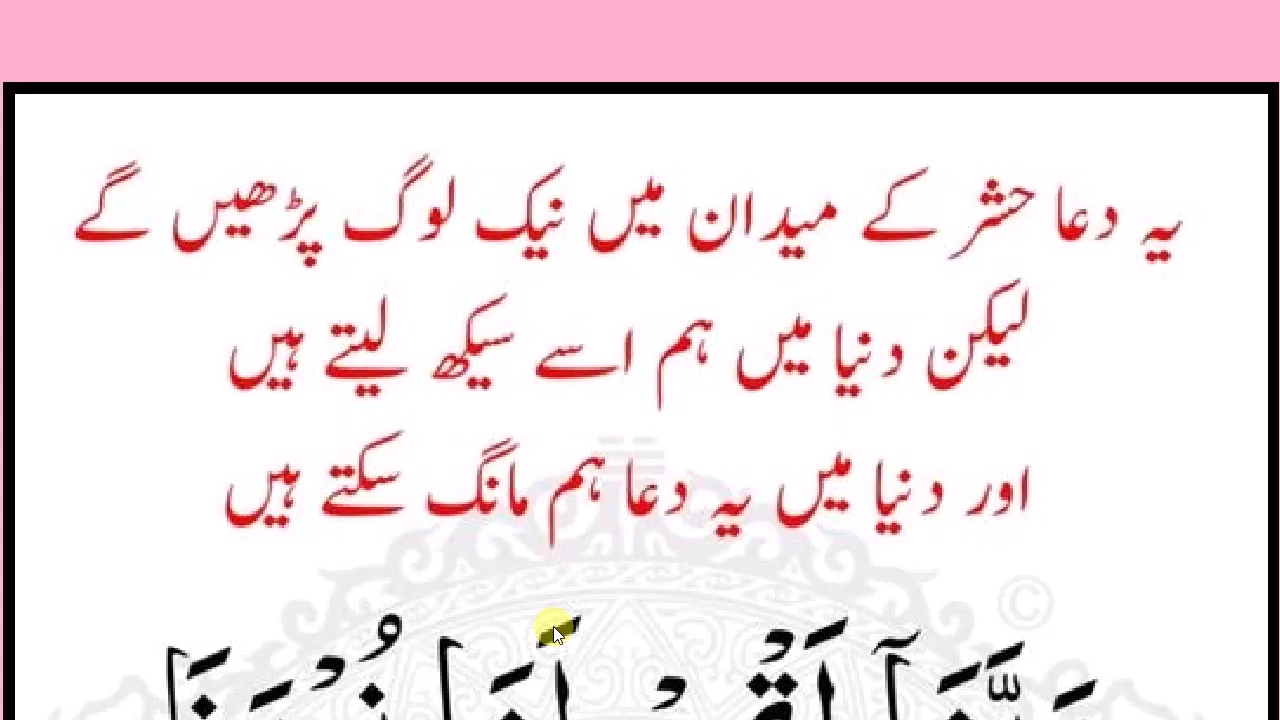 یہ دعا حشر کے میدان میں نیک لوگ پڑھیں گے
لیکن دنیا میں ہم اسے سیکھ لیتے ہیں
اور دنیا میں یہ دعا ہم مانگ سکتے ہیں
©